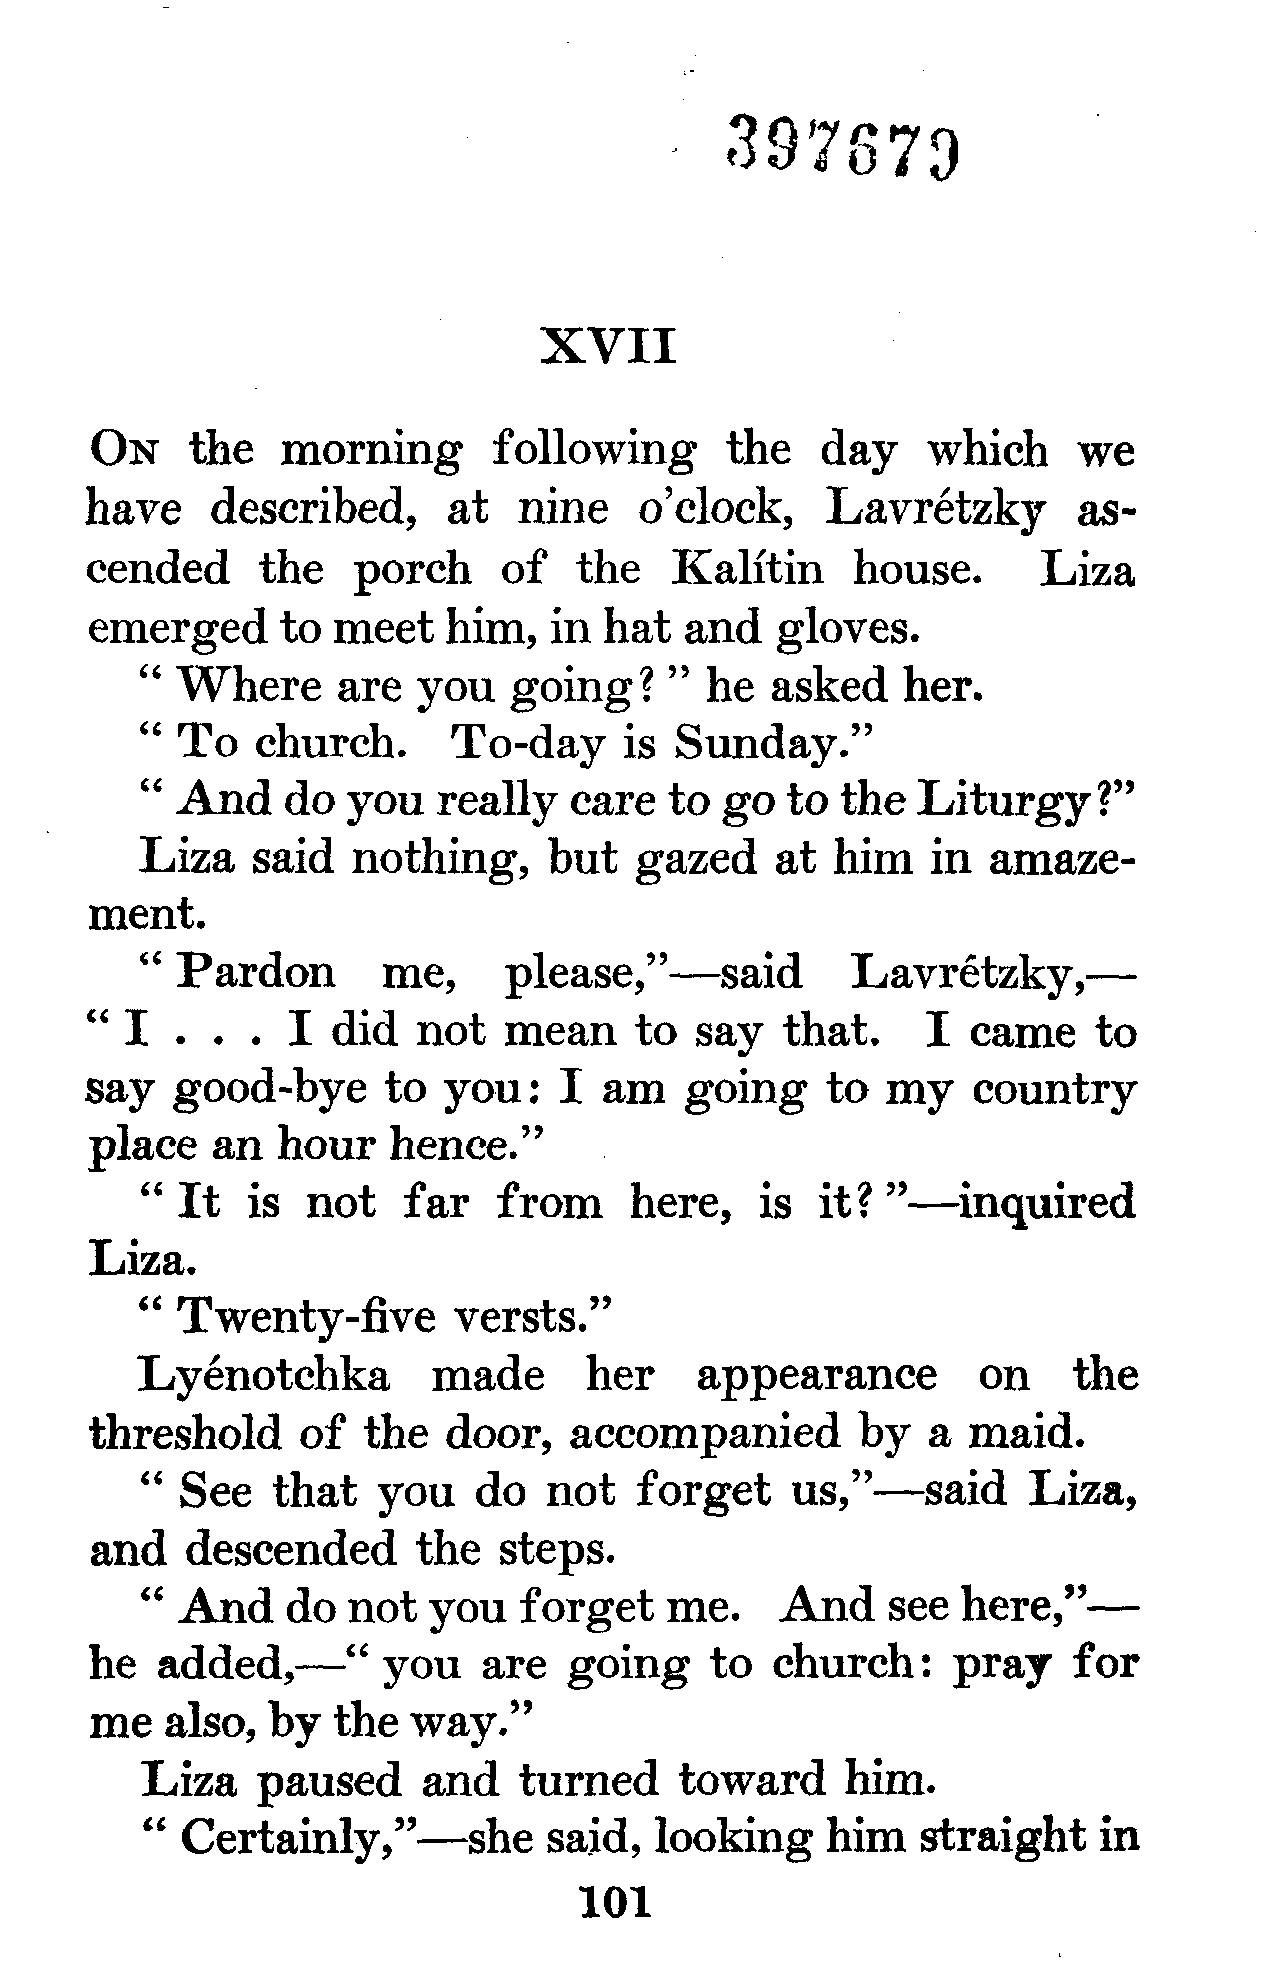 397679
XVII
ON the morning following the day which we
have described, at nine o'clock, Lavrétzky as-
cended the porch of the Kalítin house. Liza
emerged to meet him, in hat and gloves.
“ Where are you going? ” he asked her.
“ To church. To-day is Sunday.”
“ And do you really care to go to the Liturgy?”
Liza said nothing, but gazed at him in amaze-
ment.
“ Pardon me, please,”—said Lavrétzky,—
“ I . . . I did not mean to say that. I came to
say good-bye to you: I am going to my country
place an hour hence.”
“ It is not far from here, is it? ”—inquired
Liza.
“ Twenty-five versts.”
Lyénotchka made her appearance on the
threshold of the door, accompanied by a maid.
“ See that you do not forget us,”—said Liza,
and descended the steps.
“ And do not you forget me. And see here,”—
he added,—“ you are going to church: pray for
me also, by the way.”
Liza paused and turned toward him.
“ Certainly,”—she said, looking him straight in
101